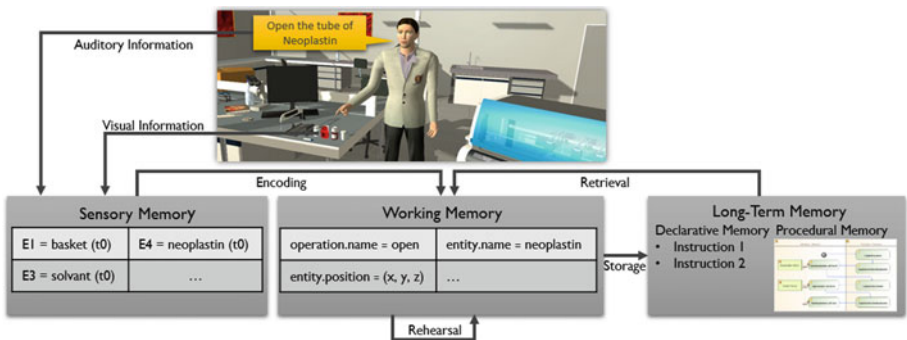 Open the tube of
Neoplastin
Auditory Information
Visual Information
Encoding
Retrieval
Sensory Memory
E1 = basket (t0)
E4 = neoplastin (t0)
E3 = solvant (t0)
...
Working Memory
operation.name = open
entity.name = neoplastin
entity.position = (x, y, z)
...
Rehearsal
Storage
Long-Term Memory
Declarative Memory
• Instruction 1
• Instruction 2
Procedural Memory